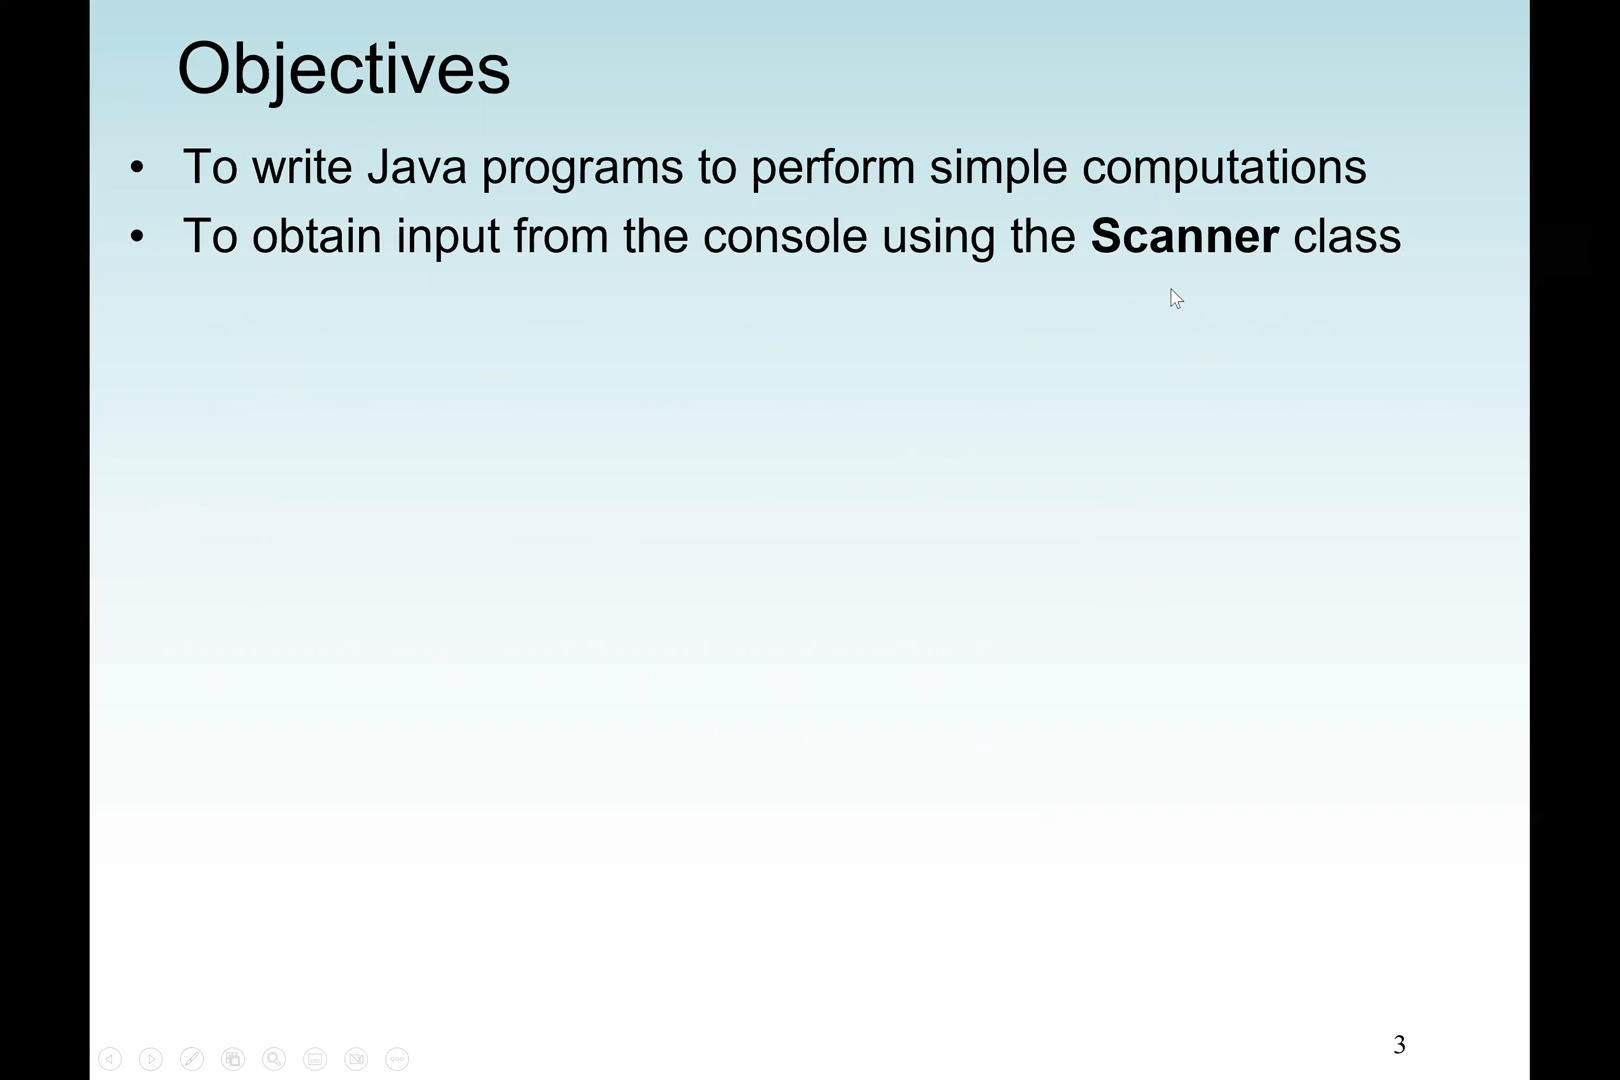 Objectives
• To write Java programs to perform simple computations
• To obtain input from the console using the Scanner class
3